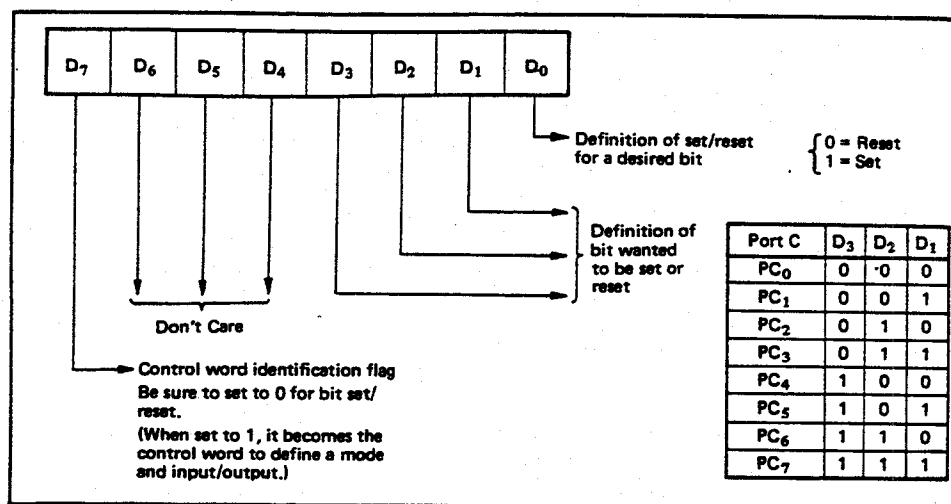 D₇ D₆ D₅ D₄ D₃ D₂ D₁ D₀
Definition of set/reset
for a desired bit
0 = Reset
1 = Set
Definition of
bit wanted
to be set or
reset
Don't Care
Control word identification flag
Be sure to set to 0 for bit set/
reset.
(When set to 1, it becomes the
control word to define a mode
and input/output.)
Port C D₃ D₂ D₁
PC₀ 0 0 0
PC₁ 0 0 1
PC₂ 0 1 0
PC₃ 0 1 1
PC₄ 1 0 0
PC₅ 1 0 1
PC₆ 1 1 0
PC₇ 1 1 1